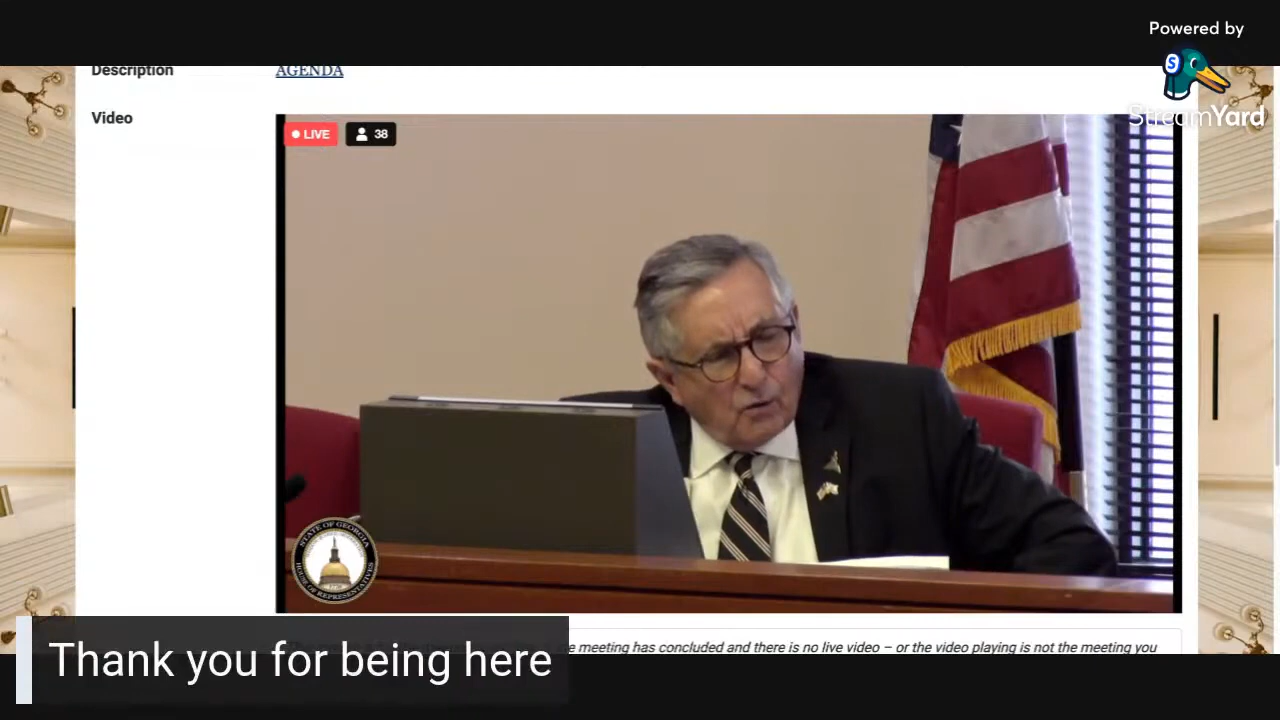 Powered by
StreamYard
Description
AGENDA
Video
LIVE
38
STATE OF GEORGIA
HOUSE OF REPRESENTATIVES
meeting has concluded and there is no live video – or the video playing is not the meeting you
Thank you for being here